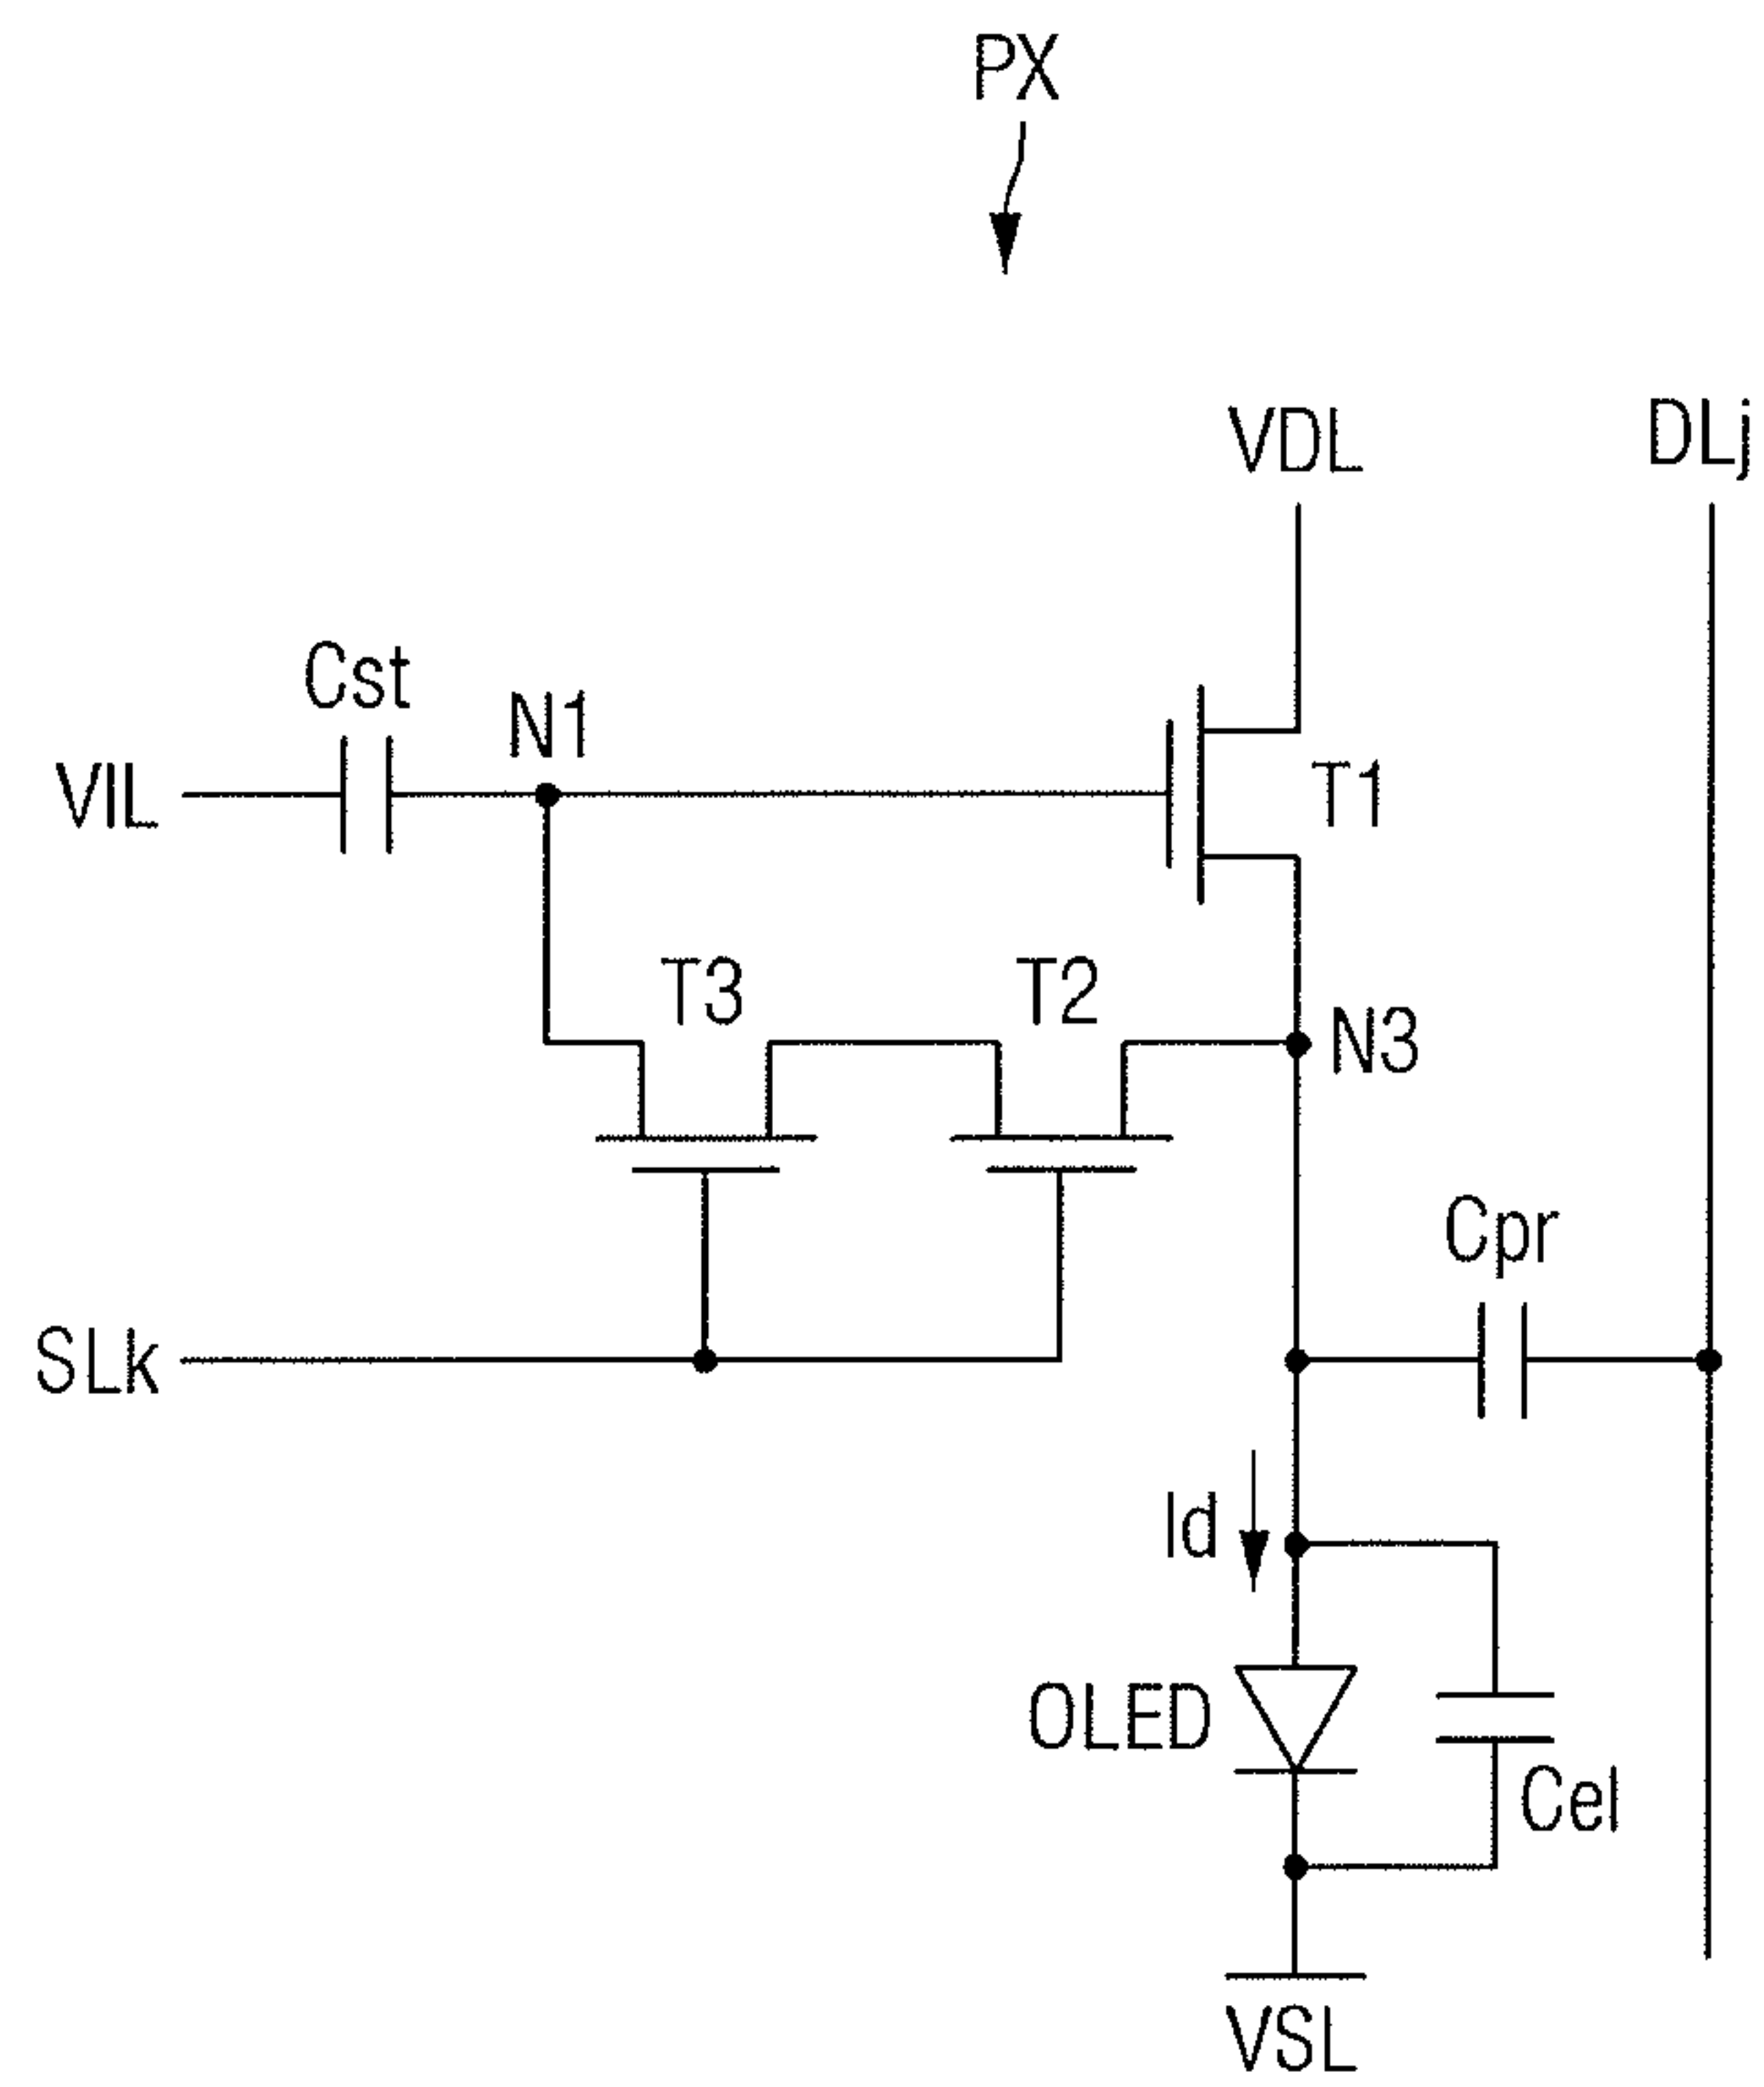 PX
VDL
DLj
Cst
N1
VIL
T1
T3
T2
N3
Cpr
SLk
Id
OLED
Cel
VSL